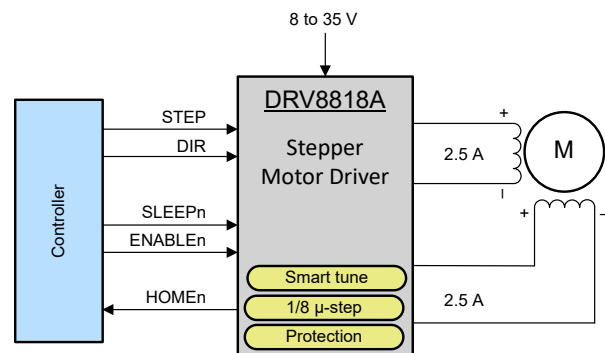 8 to 35 V
DRV8818A
Stepper
Motor Driver
Controller
STEP
DIR
SLEEPn
ENABLEn
HOMEn
Smart tune
1/8 µ-step
Protection
+
2.5 A
–
M
+
–
2.5 A